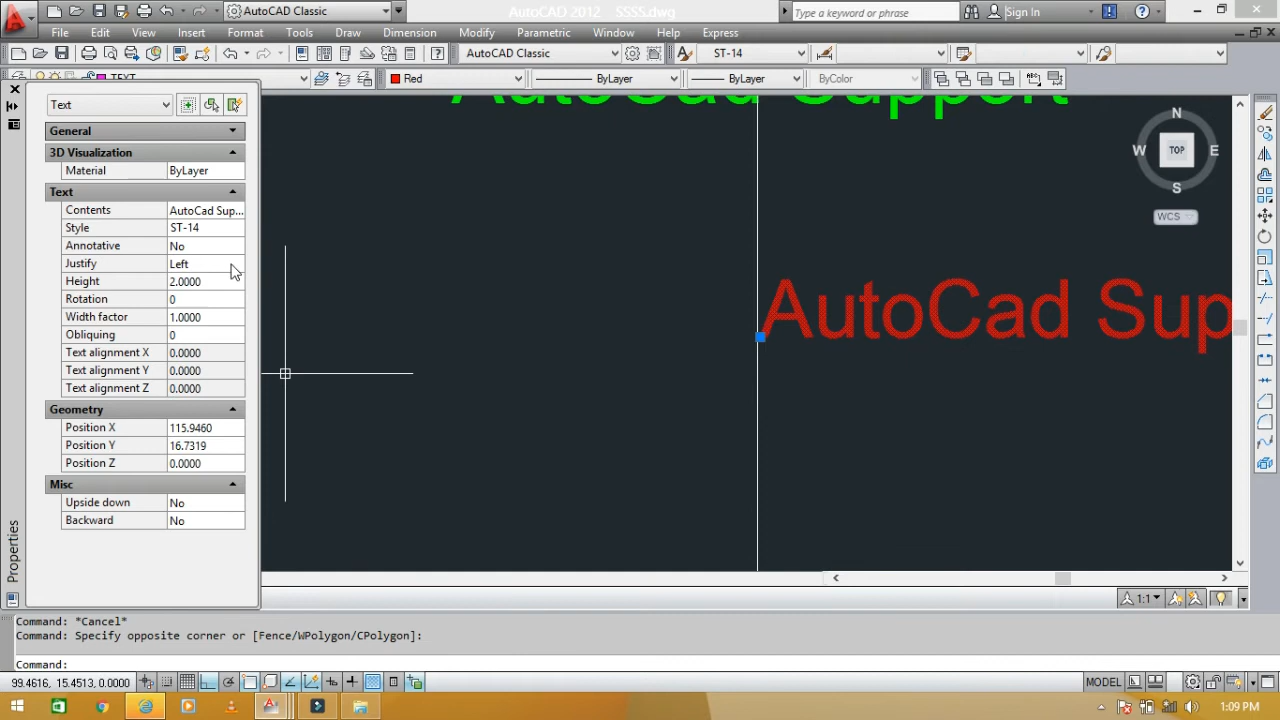 AutoCAD Classic
AutoCAD 2012 SSSS.dwg
Type a keyword or phrase
Sign In
File Edit View Insert Format Tools Draw Dimension Modify Parametric Window Help Express
AutoCAD Classic
ST-14
TEXT
Red
ByLayer
ByLayer
ByColor
Text
General
3D Visualization
Material ByLayer
Text
Contents AutoCad Sup...
Style ST-14
Annotative No
Justify Left
Height 2.0000
Rotation 0
Width factor 1.0000
Obliquing 0
Text alignment X 0.0000
Text alignment Y 0.0000
Text alignment Z 0.0000
Geometry
Position X 115.9460
Position Y 16.7319
Position Z 0.0000
Misc
Upside down No
Backward No
Properties
AutoCad Support
N
W TOP E
S
WCS
AutoCad Sup
1:1
Command: *Cancel*
Command: Specify opposite corner or [Fence/WPolygon/CPolygon]:
Command:
99.4616, 15.4513, 0.0000
MODEL
1:09 PM